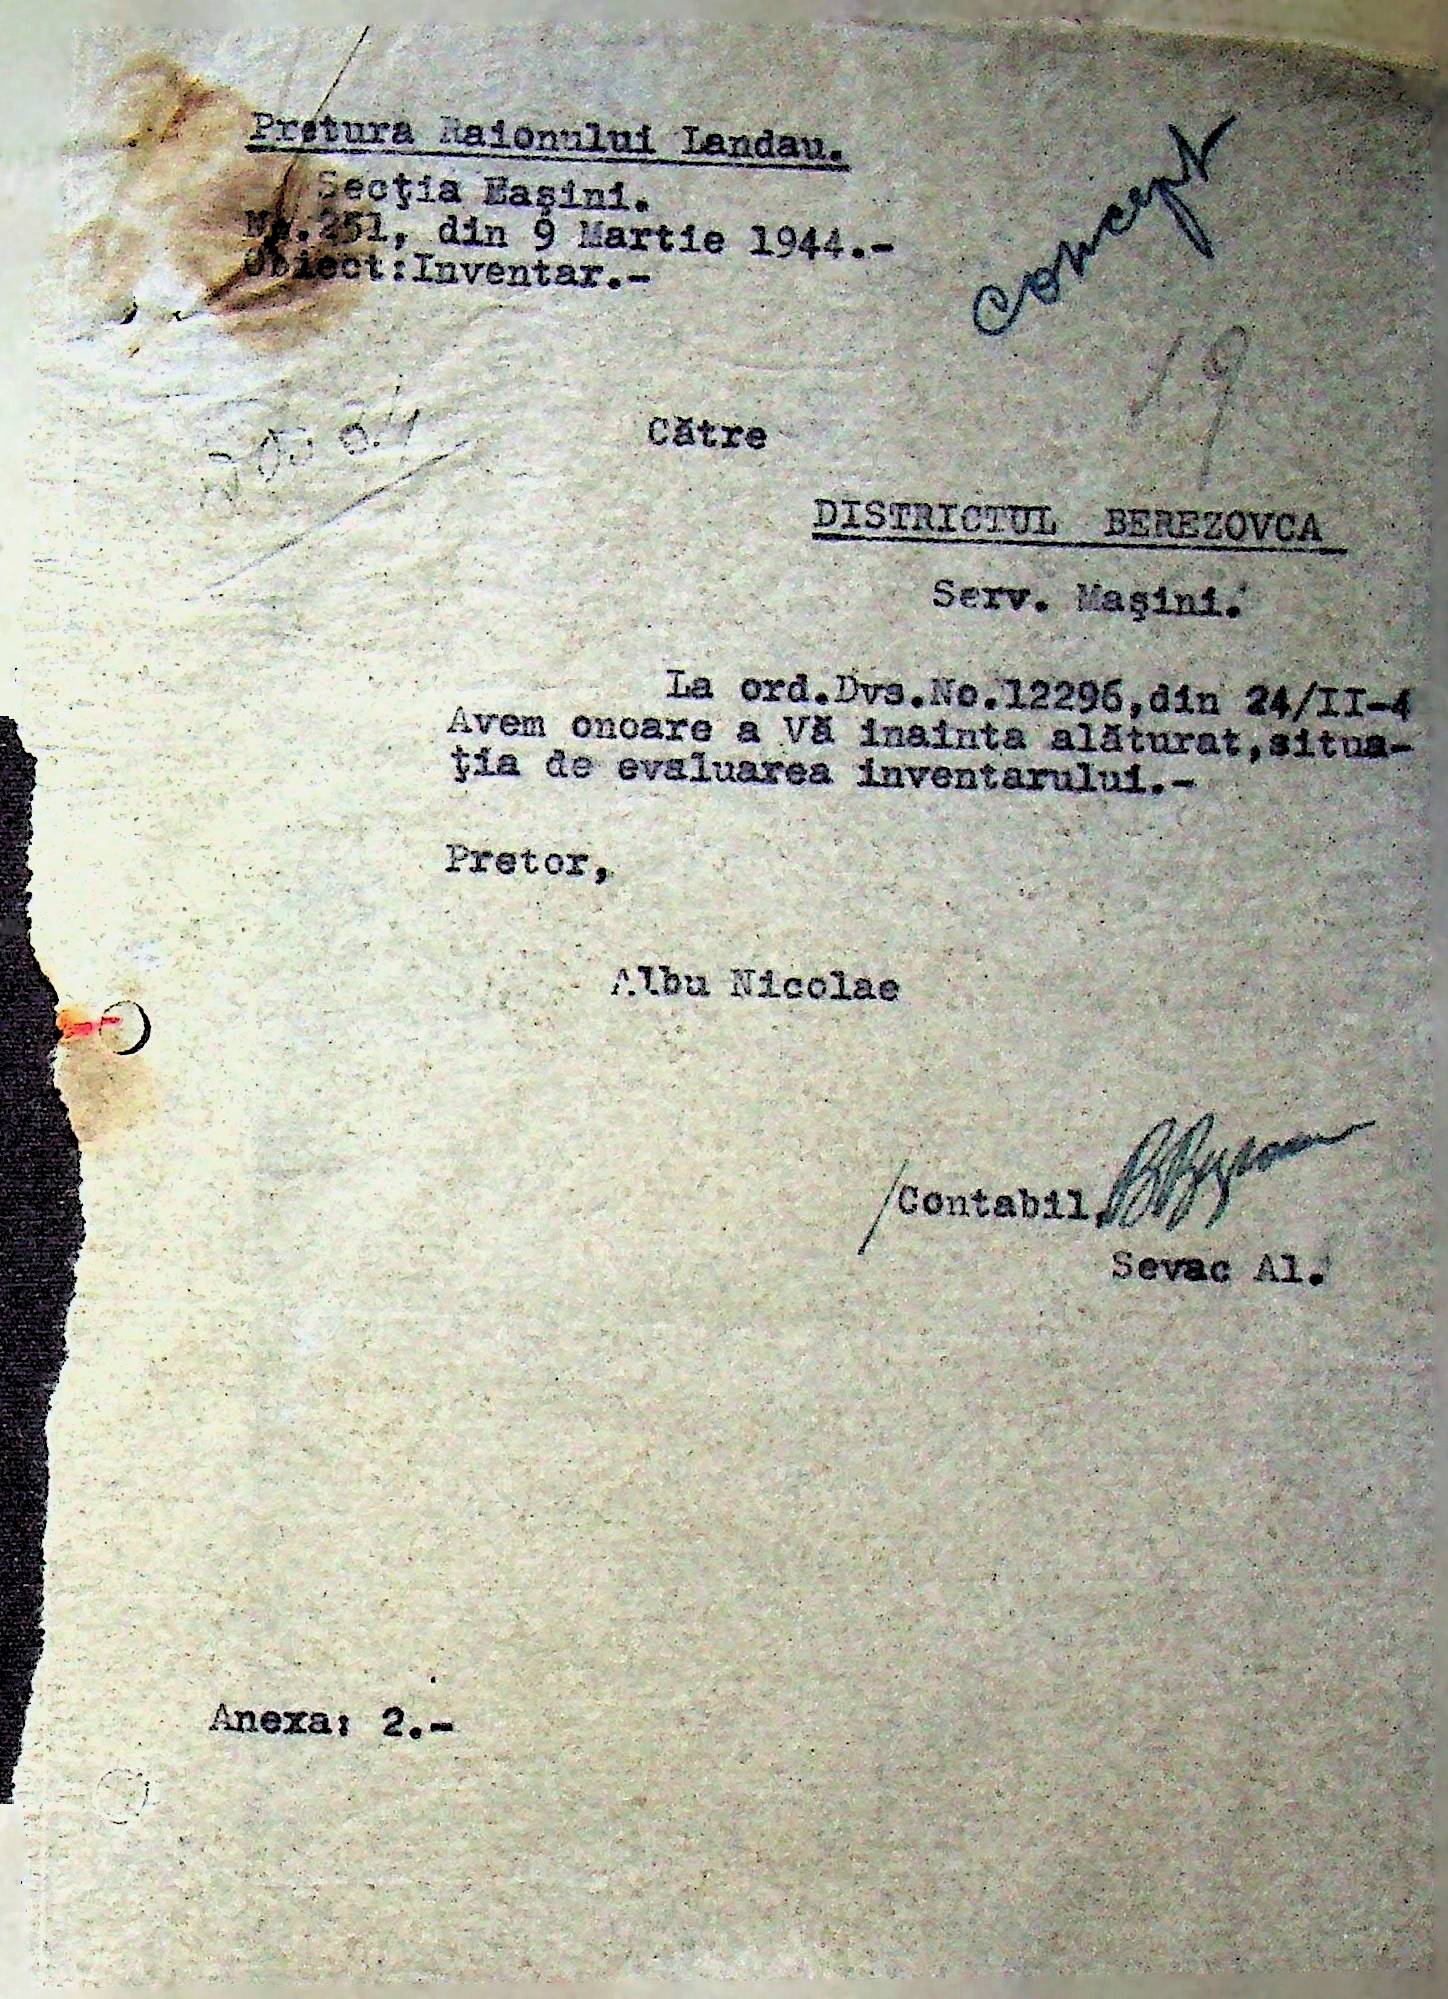 Pretura Raionului Landau.
Secţia Maşini.
No.251, din 9 Martie 1944.-
Obiect:Inventar.-
concept
19
Dos 84
Către
DISTRICTUL BEREZOVCA
Serv. Maşini.
La ord.Dvs.No.12296,din 24/II-4
Avem onoare a Vă inainta alăturat,situa-
ţia de evaluarea inventarului.-
Pretor,
Albu Nicolae
/Contabil,
Sevac Al.
Anexa: 2.-